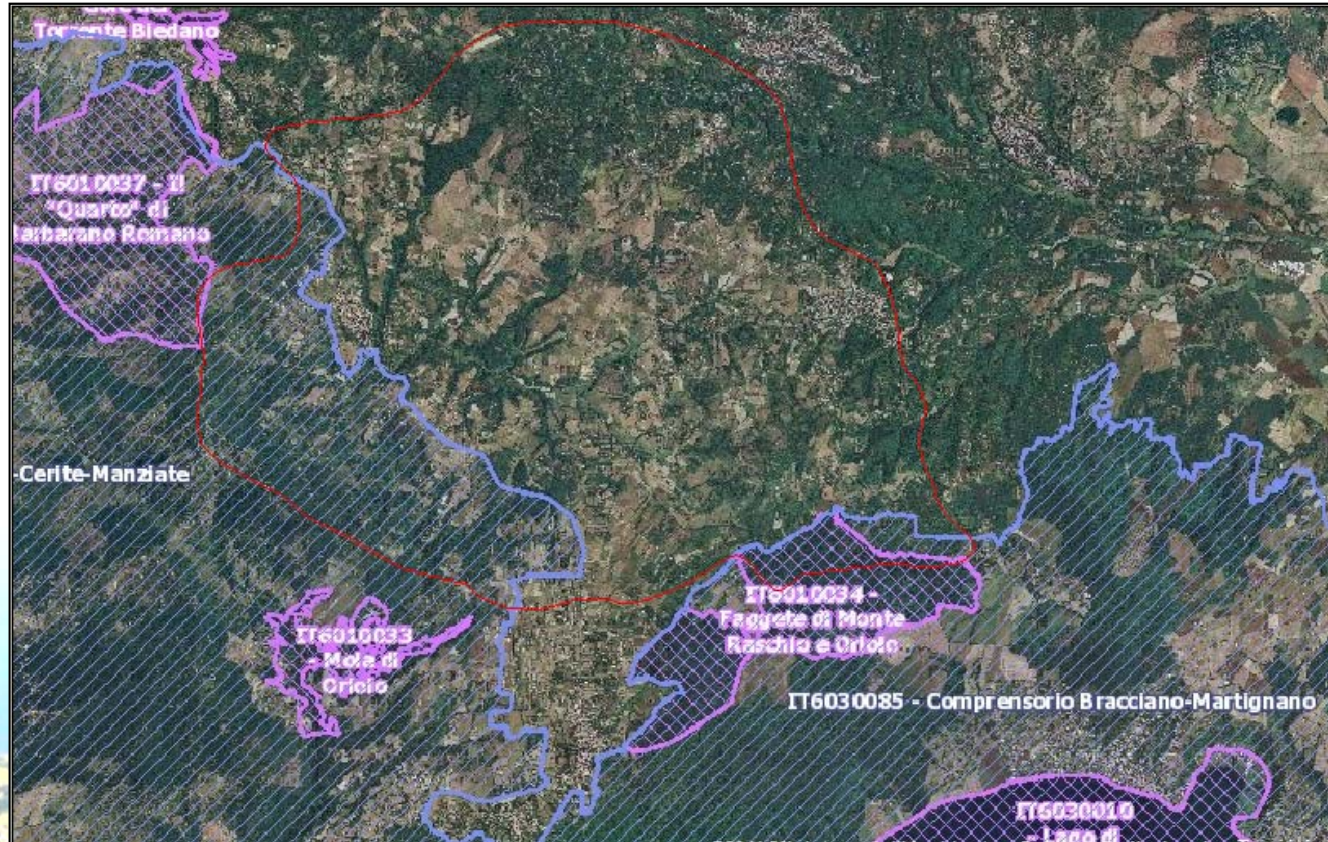 Torrente Biedano
IT6010037 - Il
"Quarto" di
Barbarano Romano
-Cerite-Manziate
IT6010033
- Mola di
Oriolo
IT6010034 -
Faggete di Monte
Raschio e Oriolo
IT6030085 - Comprensorio Bracciano-Martignano
IT6030010
- Lago di